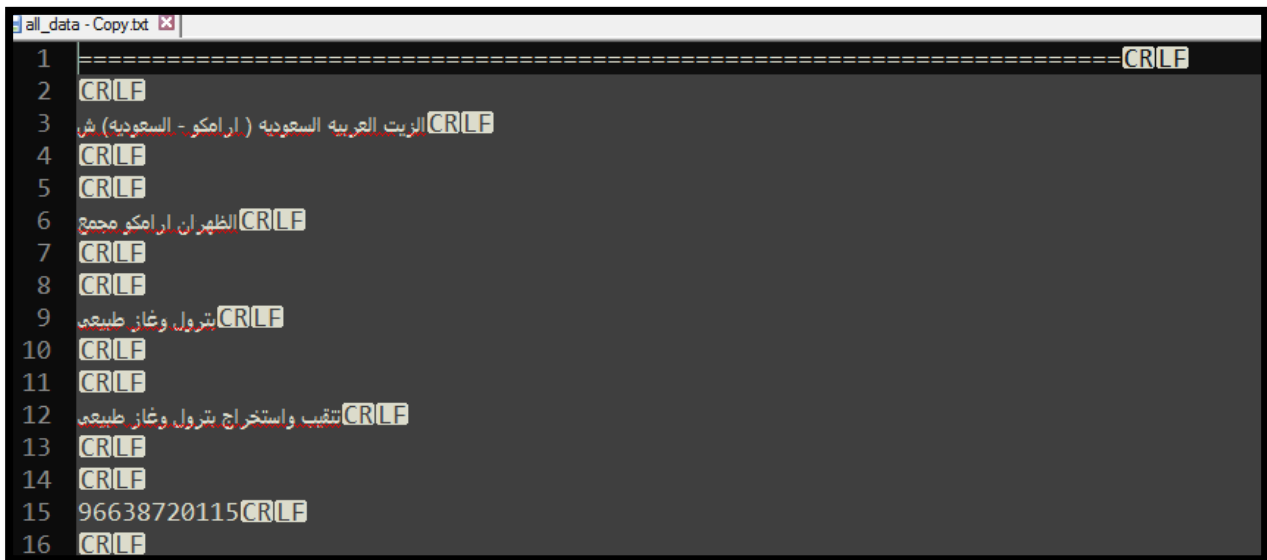 all_data - Copy.txt
1 =======================================================================CRLF
2 CRLF
3 الزيت العربيه السعوديه ( ارامكو - السعوديه) شCRLF
4 CRLF
5 CRLF
6 الظهران ارامكو مجمعCRLF
7 CRLF
8 CRLF
9 بترول وغاز طبيعىCRLF
10 CRLF
11 CRLF
12 تنقيب واستخراج بترول وغاز طبيعىCRLF
13 CRLF
14 CRLF
15 96638720115CRLF
16 CRLF